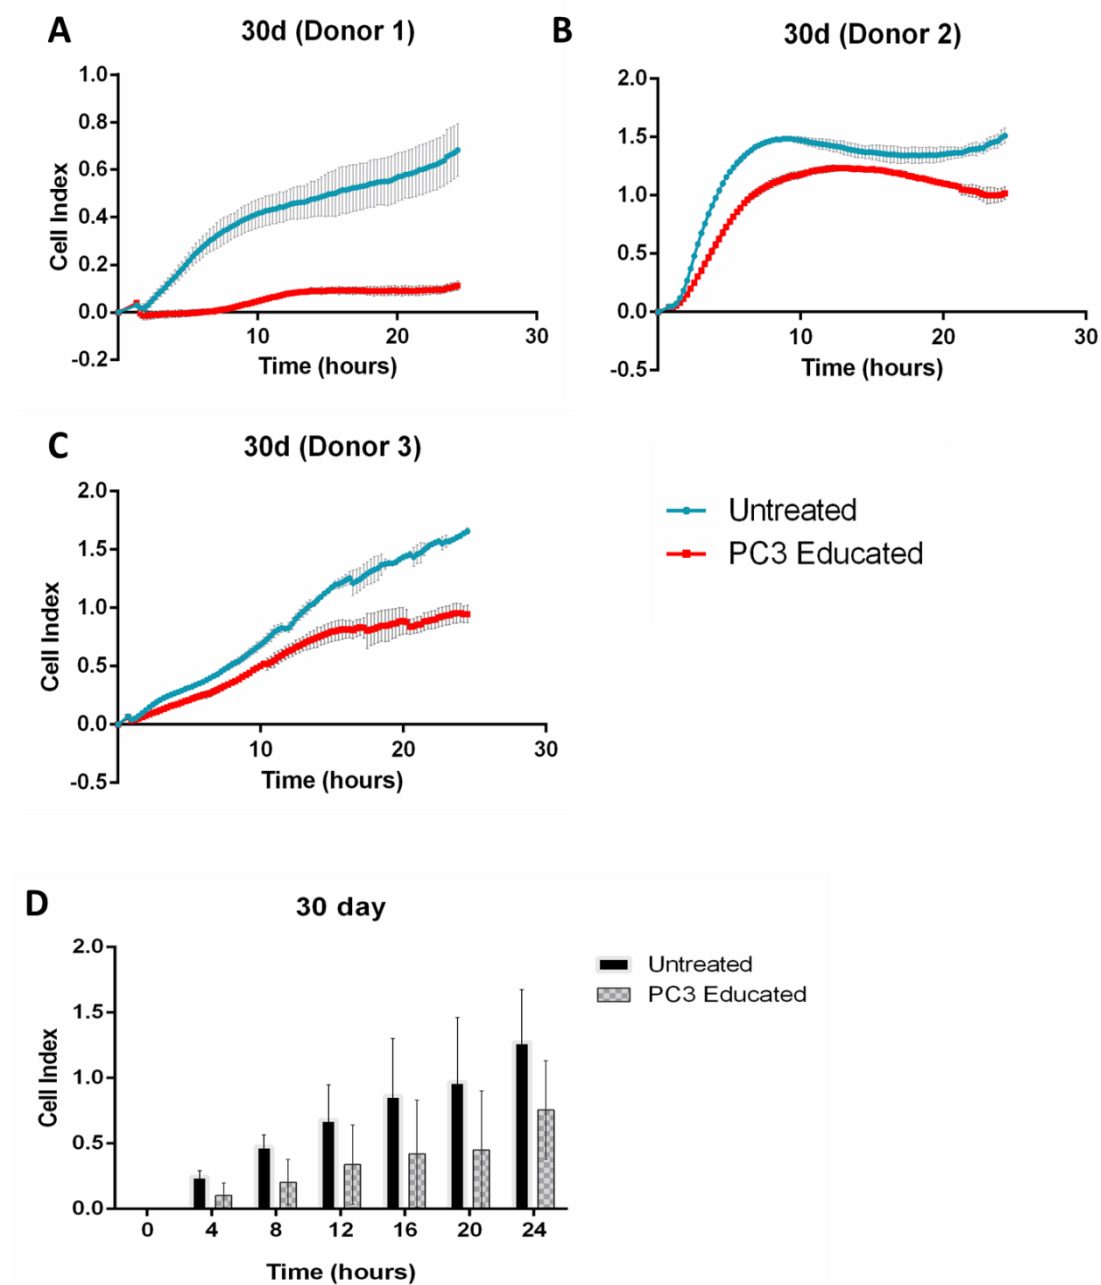 A
30d (Donor 1)
1.0
0.8
0.6
0.4
0.2
0.0
-0.2
Cell Index
10
20
30
Time (hours)
B
30d (Donor 2)
2.0
1.5
1.0
0.5
0.0
-0.5
10
20
30
Time (hours)
C
30d (Donor 3)
2.0
1.5
1.0
0.5
0.0
-0.5
Cell Index
10
20
30
Time (hours)
Untreated
PC3 Educated
D
30 day
2.0
1.5
1.0
0.5
0.0
Cell Index
0 4 8 12 16 20 24
Time (hours)
Untreated
PC3 Educated